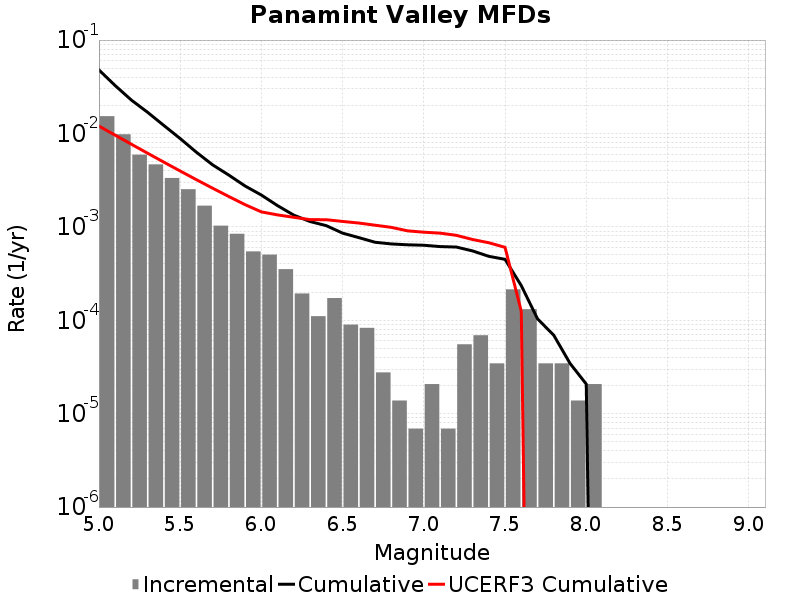 Panamint Valley MFDs
10^-1
10^-2
10^-3
10^-4
10^-5
10^-6
Rate (1/yr)
5.0 5.5 6.0 6.5 7.0 7.5 8.0 8.5 9.0
Magnitude
Incremental Cumulative UCERF3 Cumulative